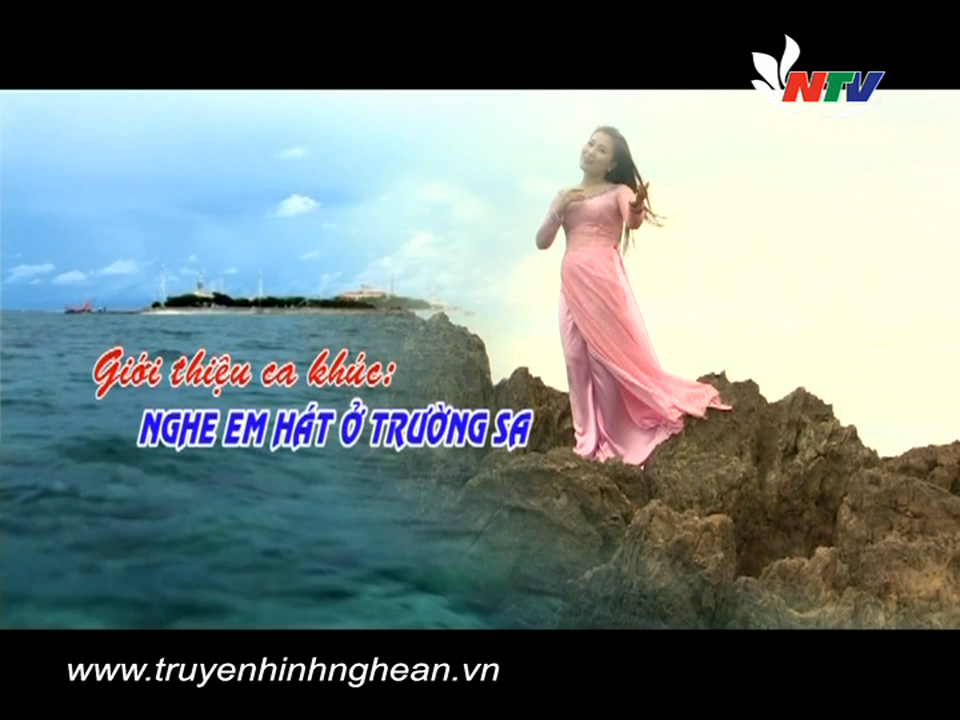 NTV
Giới thiệu ca khúc:
NGHE EM HÁT Ở TRƯỜNG SA
www.truyenhinhnghean.vn